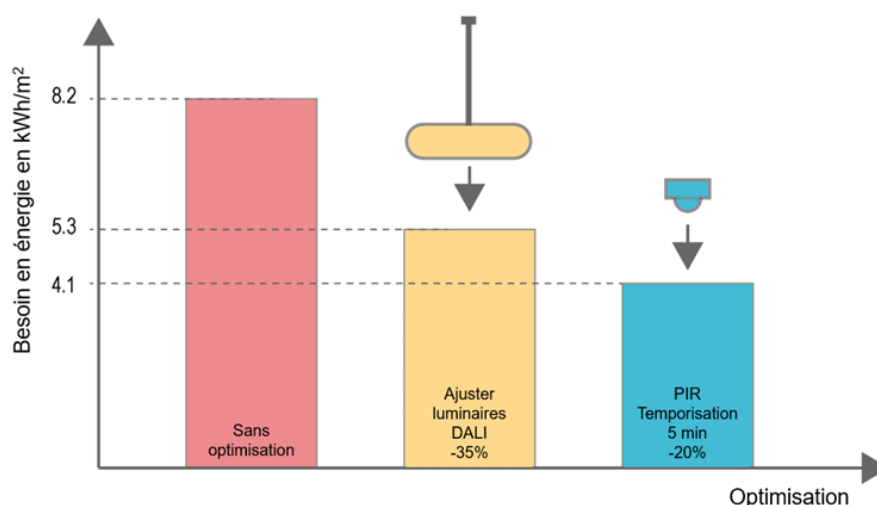 Besoin en énergie en kWh/m²
8.2
5.3
4.1
Sans
optimisation
Ajuster
luminaires
DALI
-35%
PIR
Temporisation
5 min
-20%
Optimisation